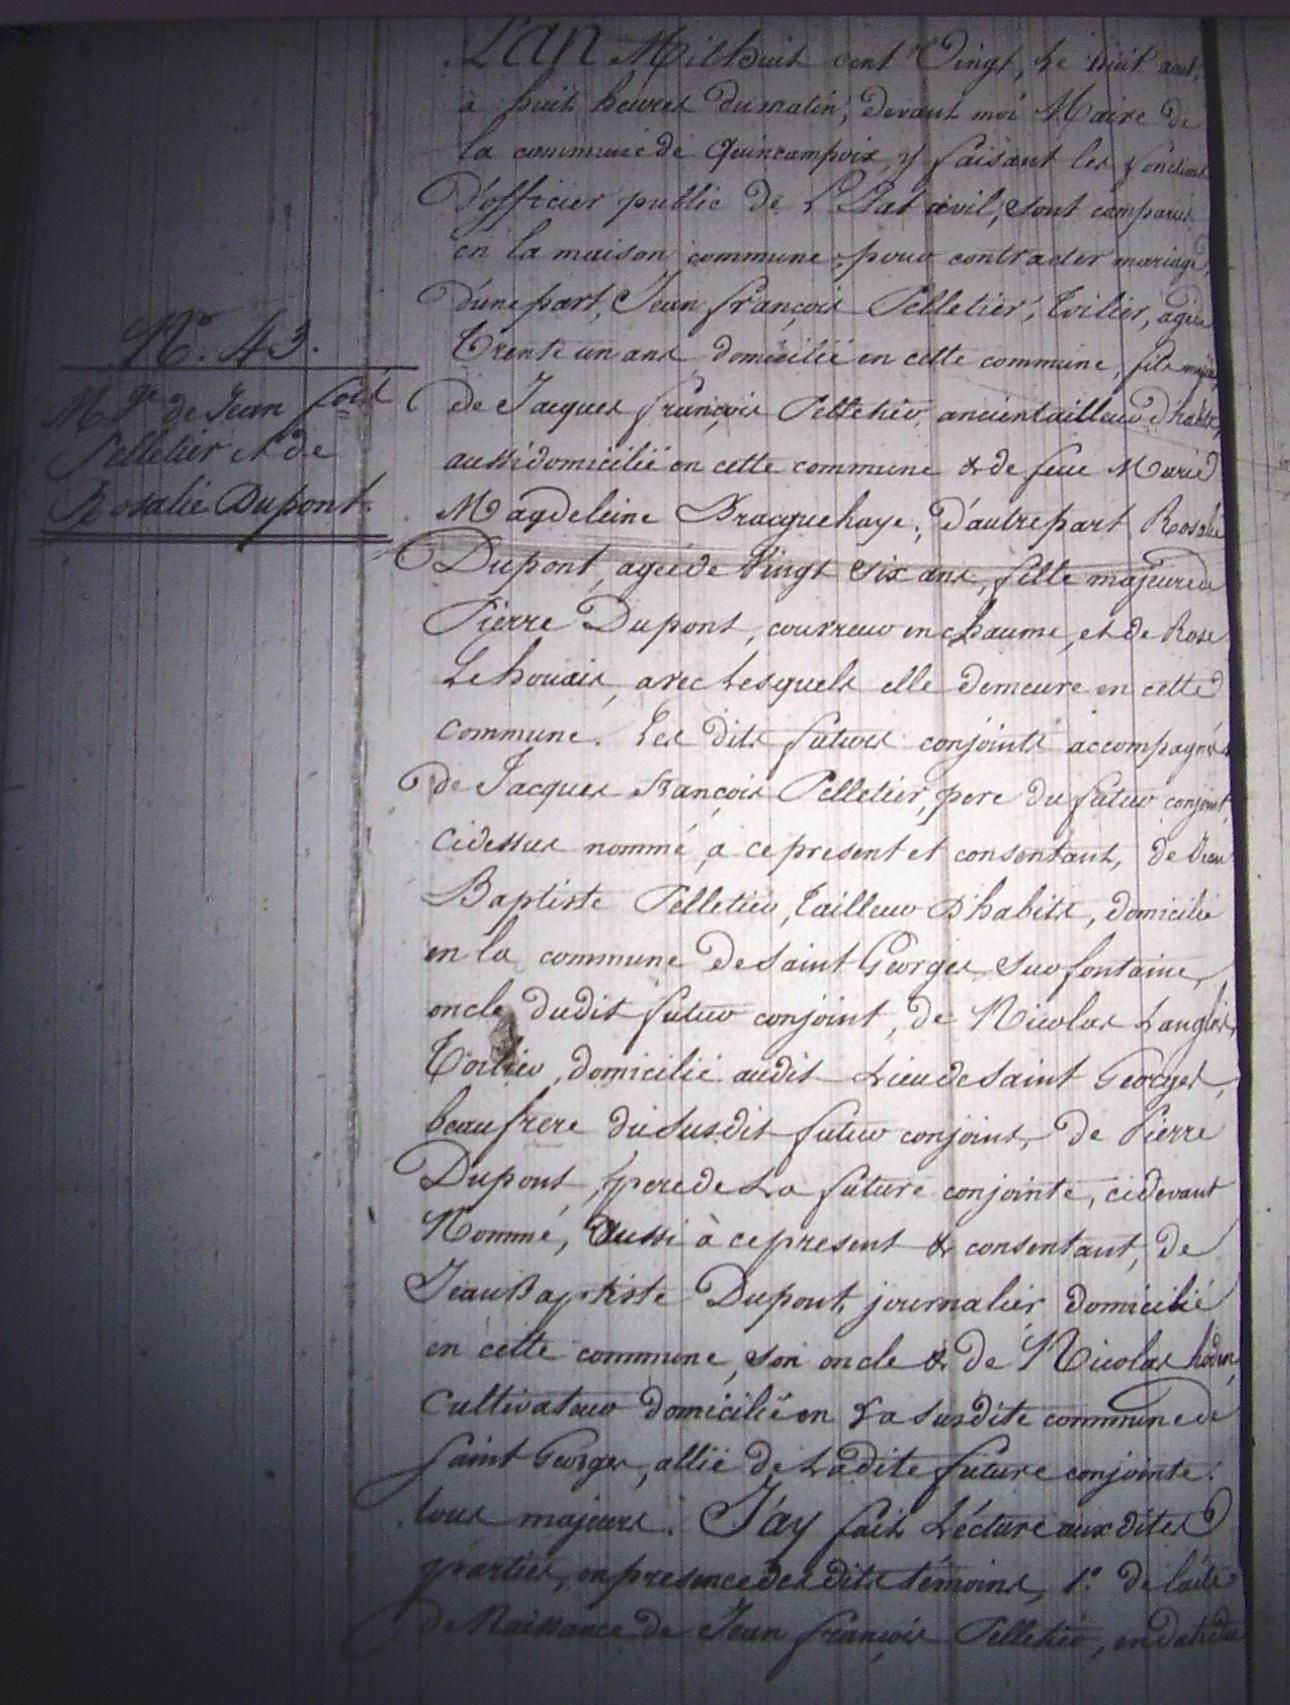 L'an Mil huit cent Vingt, le huit aout,
à huit heures du matin, devant moi Maire de
la commune de Quincampoix, y faisant les fonctions
D'officier public de L'Etat civil, sont comparus
en la maison commune, pour contracter mariage,
N.° 43.
M.ge de Jean fçois
Pelletier et de
Rosalie Dupont.
D'une part, Jean françois Pelletier, toilier, agé de
Trente un ans domicilié en cette commune, fils majeur
de Jacques françois Pelletier, ancien tailleur d'habits,
aussi domicilié en cette commune & de feue Marie
Magdeleine Bracquehaye; D'autre part Rosalie
Dupont, ageé de Vingt six ans, fille majeure de
Pierre Dupont, couvreur en chaume, et de Rose
Lehouais, avec Lesquels elle demeure en cette
commune. Les dits futurs conjoints accompagnés
de Jacques françois Pelletier, pere du futur conjoint,
cidessus nommé, à ce present et consentant, de Jean
Baptiste Pelletier, tailleur d'habits, domicilié
en la commune de Saint Georges sur fontaine,
oncle dudit futur conjoint, de Nicolas Langlois,
Toilier, domicilié audit Lieu de Saint Georges,
beau frere du susdit futur conjoint, de Pierre
Dupont, pere de La future conjointe, cidevant
Nommé, aussi à ce present & consentant, de
Jean Baptiste Dupont, journalier domicilié
en cette commune, son oncle & de Nicolas
Cultivateur domicilié en La susdite commune de
Saint Georges, allié de Ladite future conjointe.
tous majeurs. J'ay fait Lécture aux dites
parties, en presence des dits témoins, 1.° de l'acte
de Naissance de Jean françois Pelletier, en date du